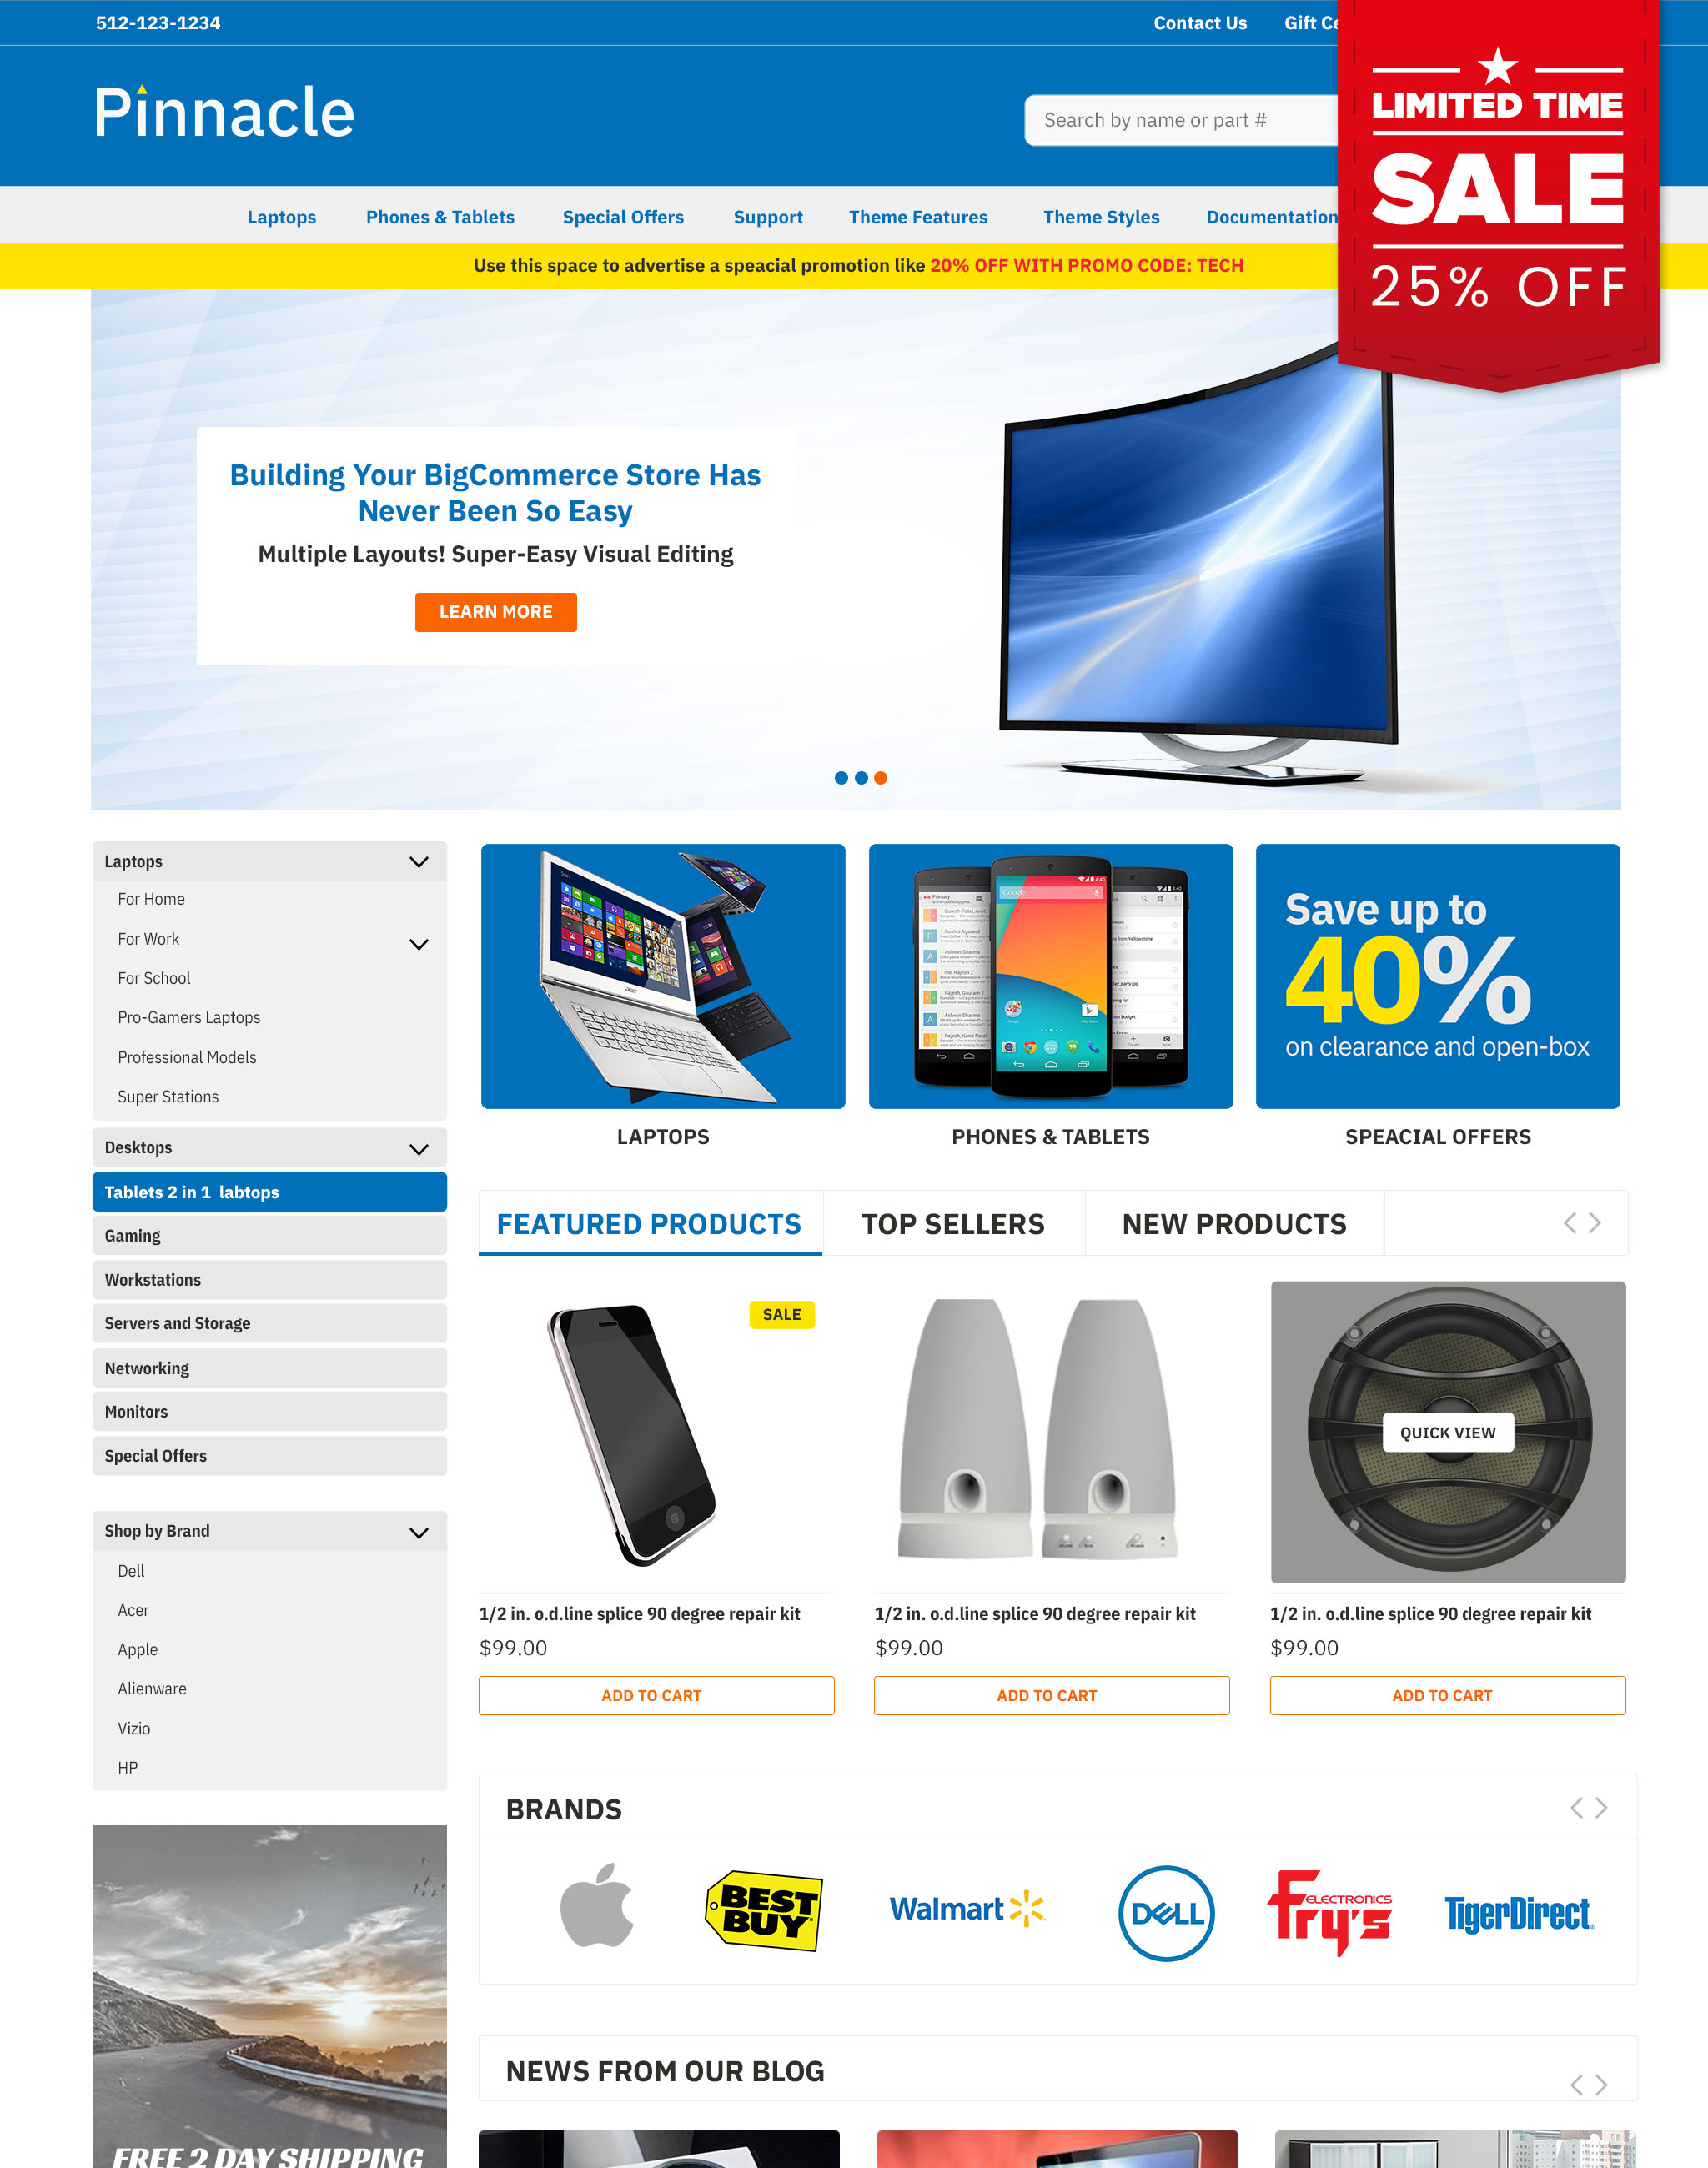 512-123-1234
Contact Us
Gift Ce
LIMITED TIME
SALE
25% OFF
Pinnacle
Search by name or part #
Laptops
Phones & Tablets
Special Offers
Support
Theme Features
Theme Styles
Documentation
Use this space to advertise a speacial promotion like 20% OFF WITH PROMO CODE: TECH
Building Your BigCommerce Store Has
Never Been So Easy
Multiple Layouts! Super-Easy Visual Editing
LEARN MORE
Laptops
For Home
For Work
For School
Pro-Gamers Laptops
Professional Models
Super Stations
Desktops
Tablets 2 in 1 labtops
Gaming
Workstations
Servers and Storage
Networking
Monitors
Special Offers
Shop by Brand
Dell
Acer
Apple
Alienware
Vizio
HP
FREE 2 DAY SHIPPING
acer
Google
Save up to
40%
on clearance and open-box
LAPTOPS
PHONES & TABLETS
SPEACIAL OFFERS
FEATURED PRODUCTS
TOP SELLERS
NEW PRODUCTS
SALE
QUICK VIEW
1/2 in. o.d.line splice 90 degree repair kit
$99.00
ADD TO CART
1/2 in. o.d.line splice 90 degree repair kit
$99.00
ADD TO CART
1/2 in. o.d.line splice 90 degree repair kit
$99.00
ADD TO CART
BRANDS
BEST
BUY
Walmart
DELL
Fry's
ELECTRONICS
TigerDirect
NEWS FROM OUR BLOG